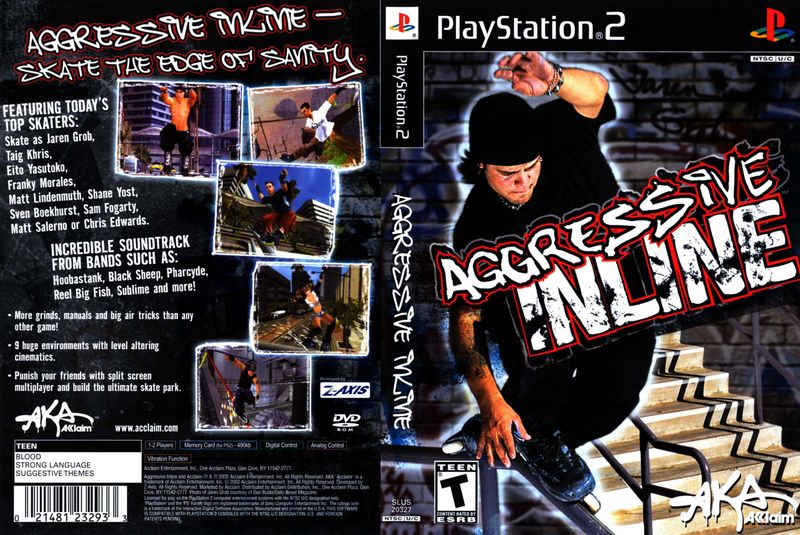 AGGRESSIVE INLINE –
SKATE THE EDGE OF SANITY.
FEATURING TODAY'S
TOP SKATERS:
Skate as Jaren Grob,
Taig Khris,
Eito Yasutoko,
Franky Morales,
Matt Lindenmuth, Shane Yost,
Sven Boekhurst, Sam Fogarty,
Matt Salerno or Chris Edwards.
INCREDIBLE SOUNDTRACK
FROM BANDS SUCH AS:
Hoobastank, Black Sheep, Pharcyde,
Reel Big Fish, Sublime and more!
• More grinds, manuals and big air tricks than any
other game!
• 9 huge environments with level altering
cinematics.
• Punish your friends with split screen
multiplayer and build the ultimate skate park.
Developed by
Z-AXIS
DVD
ROM
AKA
Acclaim
www.acclaim.com
TEEN
BLOOD
STRONG LANGUAGE
SUGGESTIVE THEMES
0 21481 23293 3
1-2 Players
Memory Card (for PS2) - 490kb
Digital Control
Analog Control
Vibration Function
Acclaim Entertainment, Inc., One Acclaim Plaza, Glen Cove, NY 11542-2777.
PlayStation 2
AGGRESSIVE INLINE
SLUS
20327
NTSC U/C
PlayStation®2
NTSC U/C
AGGRESSIVE
INLINE
TEEN
T
CONTENT RATED BY
ESRB
AKA
Acclaim